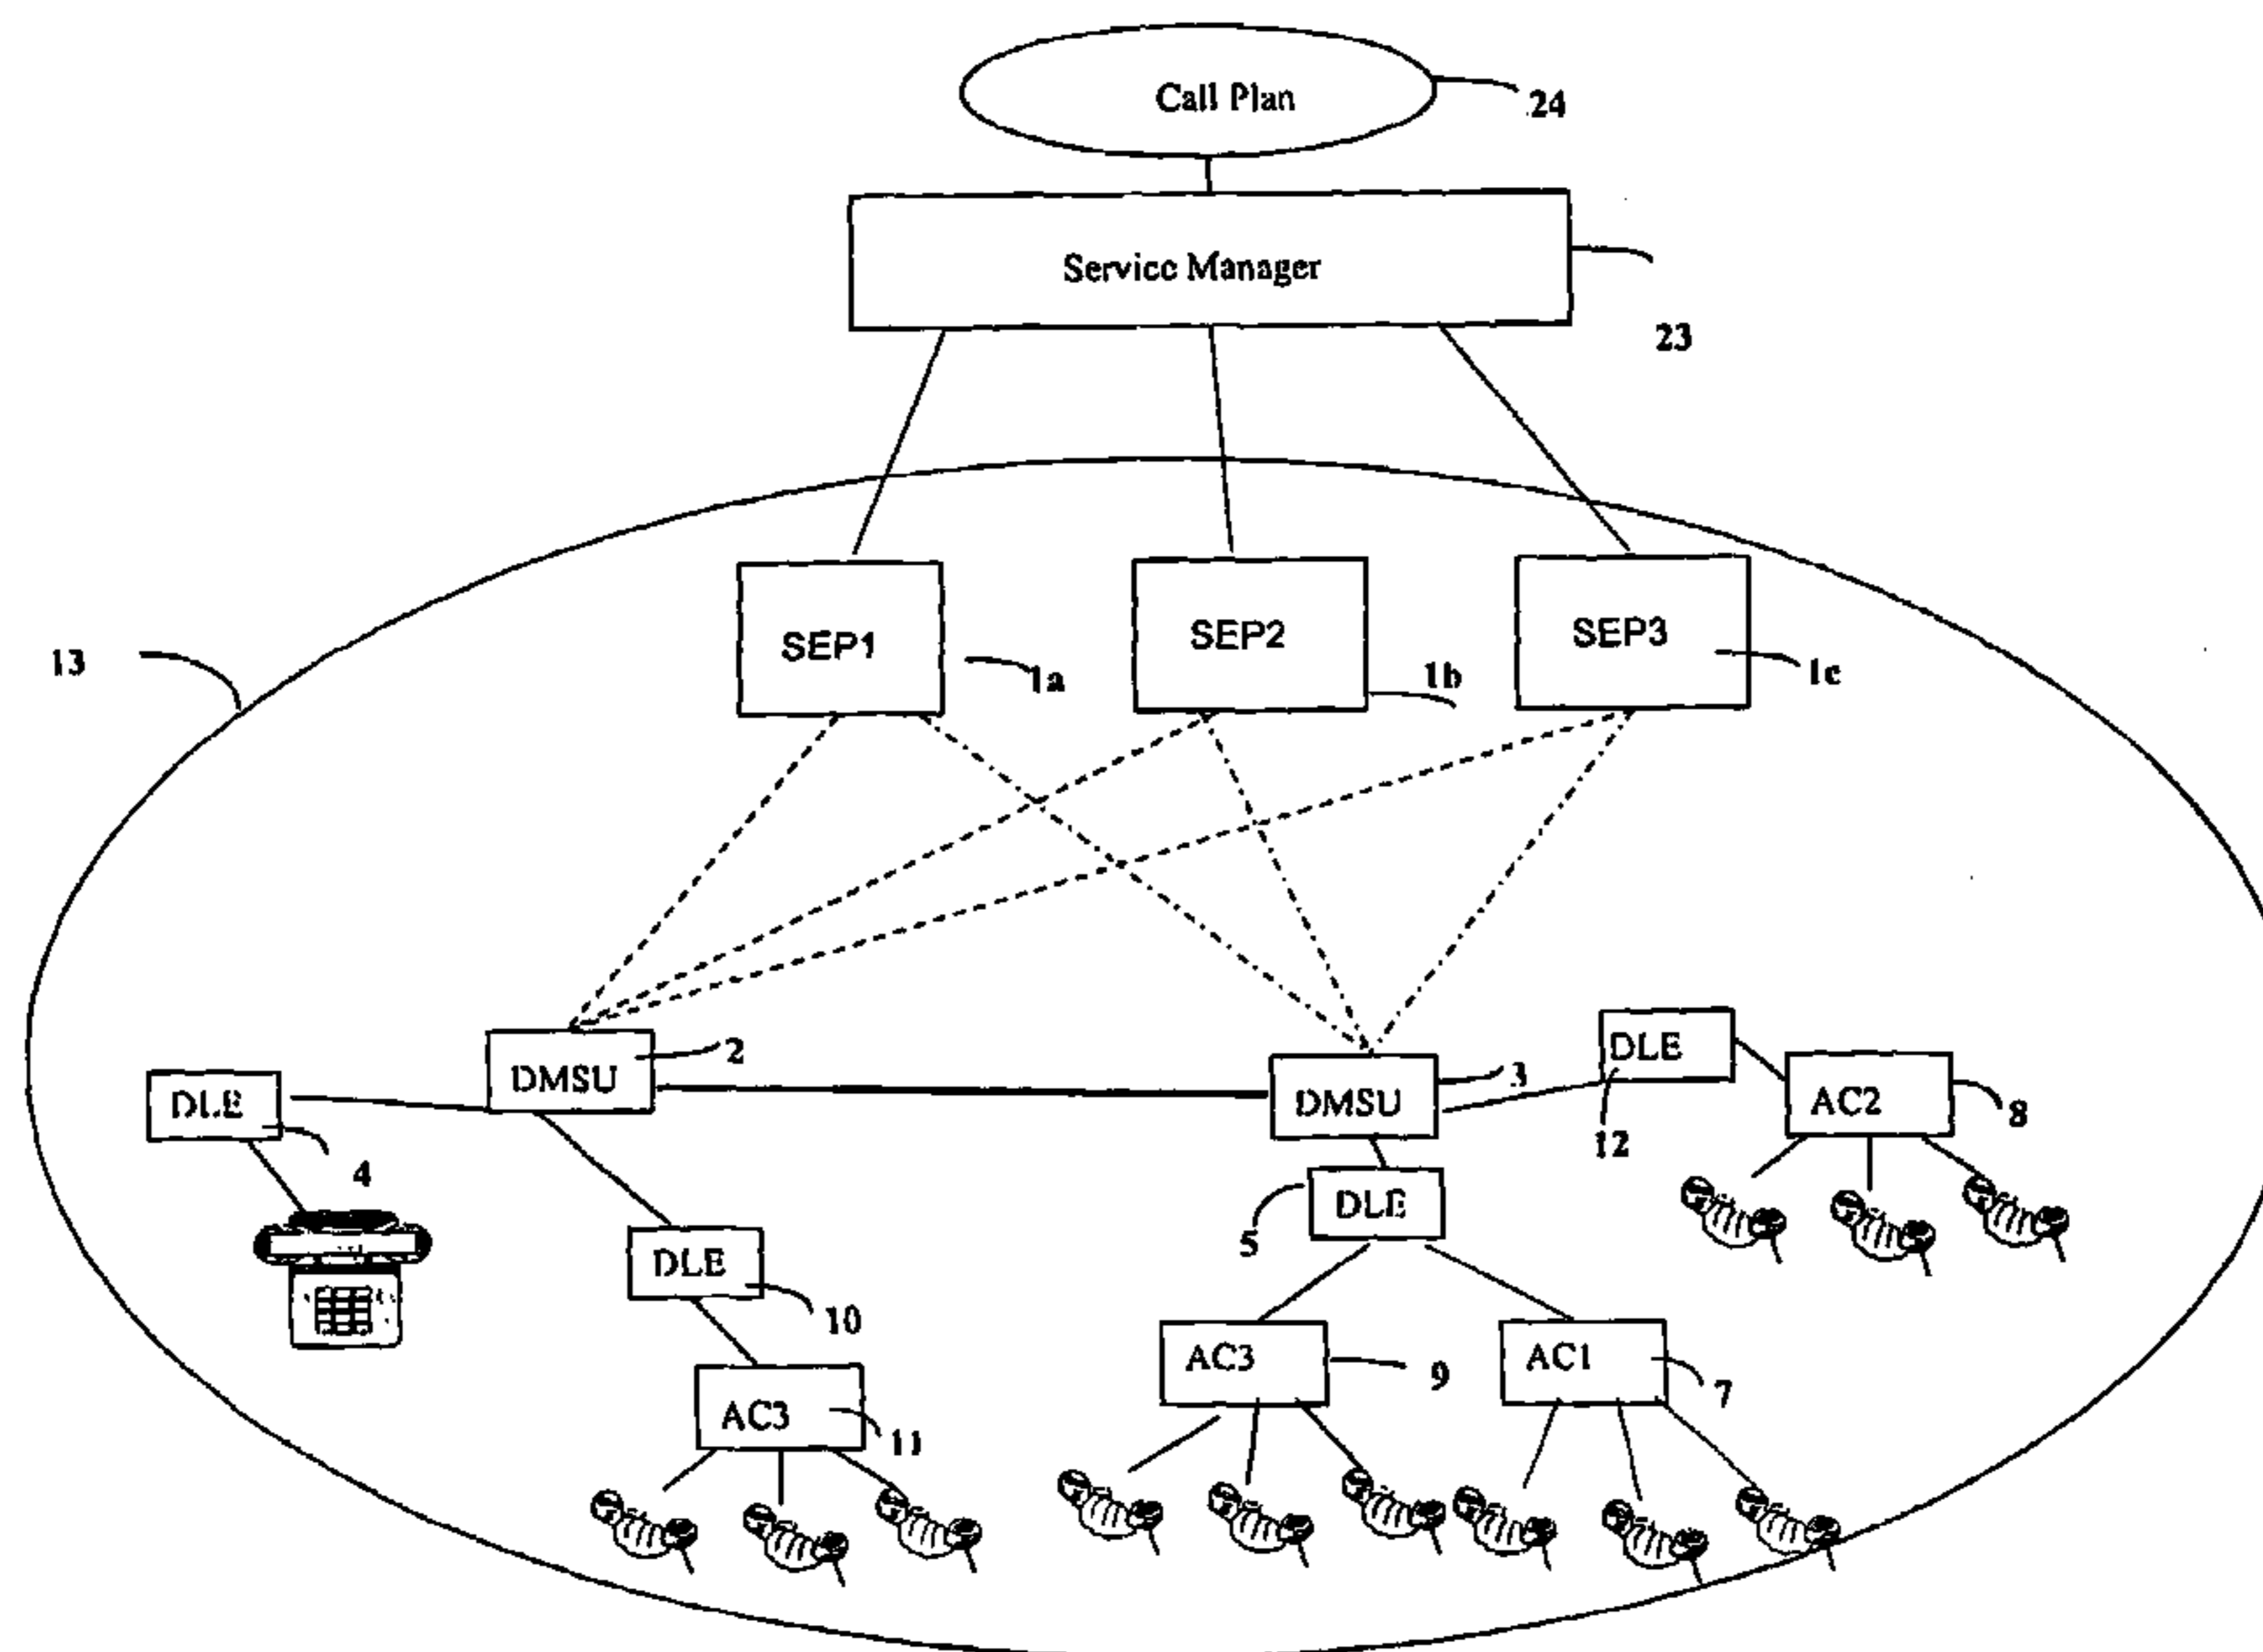 Call Plan
24
Service Manager
23
SEP1
SEP2
SEP3
13
1a
1b
1c
DMSU
2
DMSU
3
DLE
12
AC2
8
DLE
4
DLE
5
DLE
10
AC3
9
AC1
7
AC3
11